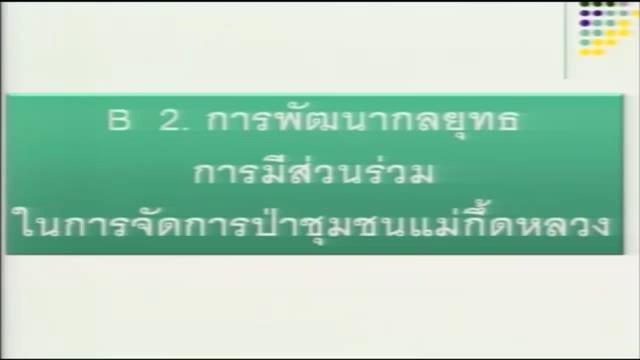 B 2. การพัฒนากลยุทธ
การมีส่วนร่วม
ในการจัดการป่าชุมชนแม่กึ้ดหลวง